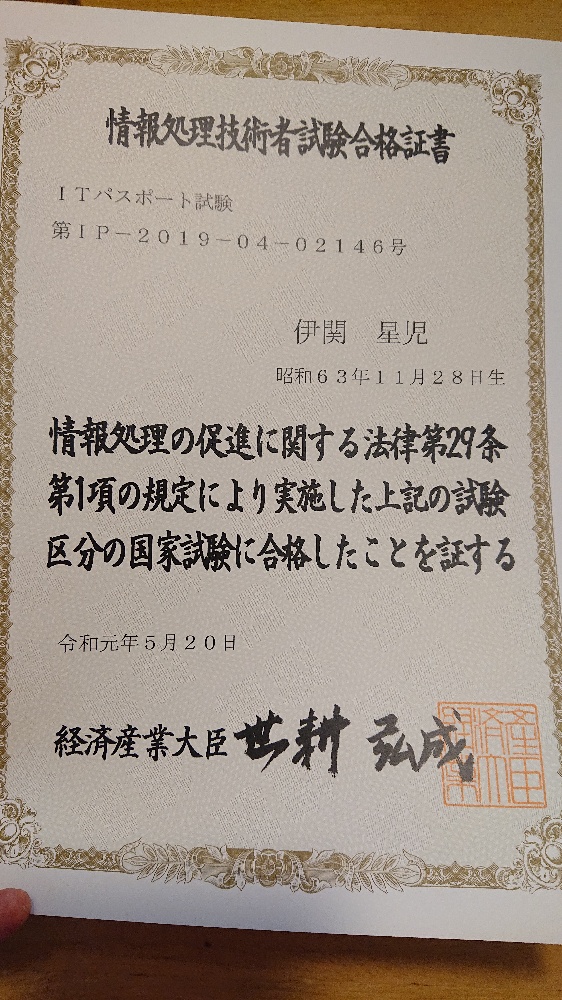 情報処理技術者試験合格証書
ＩＴパスポート試験
第ＩＰ－２０１９－０４－０２１４６号
伊関　星児
昭和６３年１１月２８日生
情報処理の促進に関する法律第29条
第1項の規定により実施した上記の試験
区分の国家試験に合格したことを証する
令和元年５月２０日
経済産業大臣 世耕 弘成